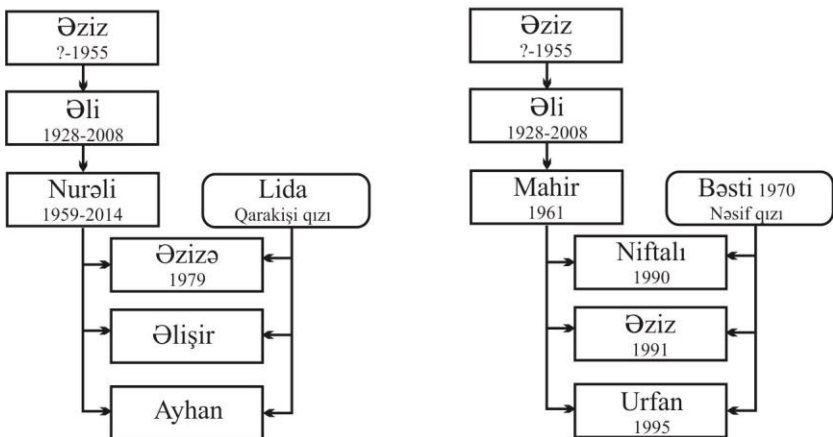 Əziz
?-1955
Əli
1928-2008
Nurəli
1959-2014
Lida
Qarakişi qızı
Əzizə
1979
Əlişir
Ayhan
Əziz
?-1955
Əli
1928-2008
Mahir
1961
Bəsti 1970
Nəsif qızı
Niftalı
1990
Əziz
1991
Urfan
1995